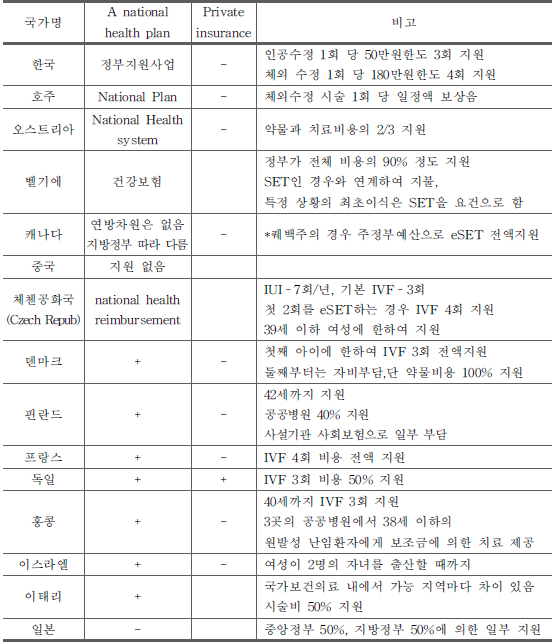 국가명 A national health plan Private insurance 비고
한국 정부지원사업 - 인공수정 1회 당 50만원한도 3회 지원
체외 수정 1회 당 180만원한도 4회 지원
호주 National Plan - 체외수정 시술 1회 당 일정액 보상음
오스트리아 National Health system - 약물과 치료비용의 2/3 지원
벨기에 건강보험 정부가 전체 비용의 90% 정도 지원
SET인 경우와 연계하여 지불,
특정 상황의 최초이식은 SET을 요건으로 함
캐나다 연방차원은 없음 지방정부 따라 다름 - *퀘백주의 경우 주정부예산으로 eSET 전액지원
중국 지원 없음
체첸공화국 (Czech Repub) national health reimbursement IUI - 7회/년, 기본 IVF - 3회
첫 2회를 eSET하는 경우 IVF 4회 지원
39세 이하 여성에 한하여 지원
덴마크 + - 첫째 아이에 한하여 IVF 3회 전액지원
둘째부터는 자비부담,단 약물비용 100% 지원
핀란드 + - 42세까지 지원
공공병원 40% 지원
사설기관 사회보험으로 일부 부담
프랑스 + - IVF 4회 비용 전액 지원
독일 + + IVF 3회 비용 50% 지원
홍콩 + - 40세까지 IVF 3회 지원
3곳의 공공병원에서 38세 이하의
원발성 난임환자에게 보조금에 의한 치료 제공
이스라엘 + - 여성이 2명의 자녀를 출산할 때까지
이태리 + 국가보건의료 내에서 가능 지역마다 차이 있음
시술비 50% 지원
일본 - 중앙정부 50%, 지방정부 50%에 의한 일부 지원